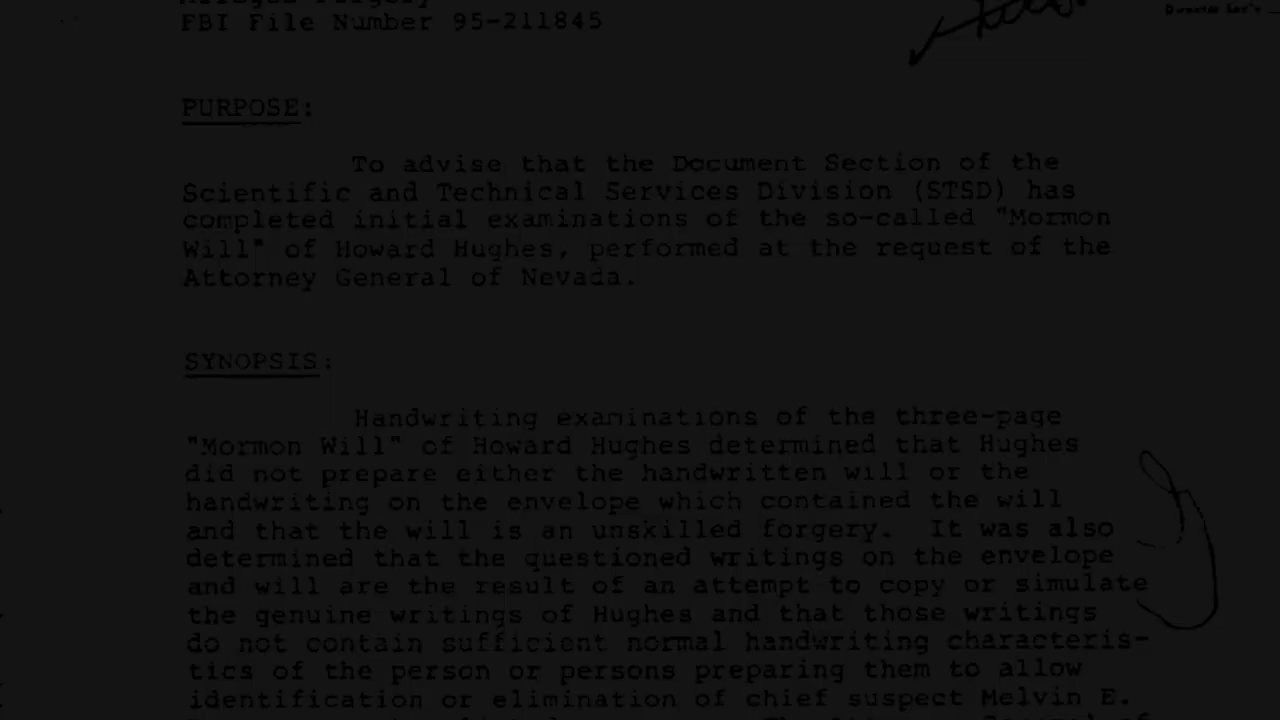 FBI File Number 95-211845
PURPOSE:
To advise that the Document Section of the
Scientific and Technical Services Division (STSD) has
completed initial examinations of the so-called "Mormon
Will" of Howard Hughes, performed at the request of the
Attorney General of Nevada.
SYNOPSIS:
Handwriting examinations of the three-page
"Mormon Will" of Howard Hughes determined that Hughes
did not prepare either the handwritten will or the
handwriting on the envelope which contained the will
and that the will is an unskilled forgery. It was also
determined that the questioned writings on the envelope
and will are the result of an attempt to copy or simulate
the genuine writings of Hughes and that those writings
do not contain sufficient normal handwriting characteris-
tics of the person or persons preparing them to allow
identification or elimination of chief suspect Melvin E.